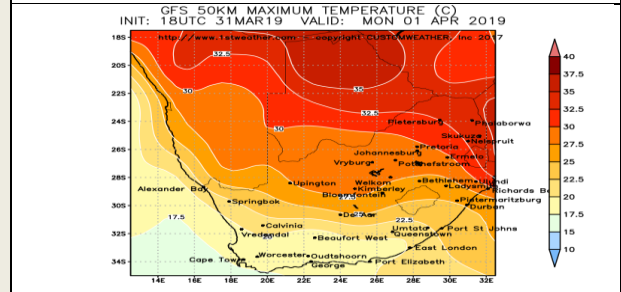 GFS 50KM MAXIMUM TEMPERATURE (C)
INIT: 18UTC 31MAR19 VALID: MON 01 APR 2019
http://www.1stweather.com copyright CUSTOMWEATHER, Inc 2017
18S
20S
22S
24S
26S
28S
30S
32S
34S
14E 16E 18E 20E 22E 24E 26E 28E 30E 32E
32.5
35
30
32.5
30
17.5
22.5
Pietersburg
Phalaborwa
Skukuza
Nelspruit
Pretoria
Johannesburg
Ermelo
Vryburg
Potchefstroom
Alexander Bay
Upington
Welkom
Kimberley
Bethlehem
Ulundi
Ladysmith
Richards Ba
Bloemfontein
Springbok
Pietermaritzburg
Durban
De Aar
Calvinia
Vredendal
Umtata
Port St Johns
Queenstown
Beaufort West
East London
Worcester
Oudtshoorn
Cape Town
George
Port Elizabeth
40
37.5
35
32.5
30
27.5
25
22.5
20
17.5
15
10